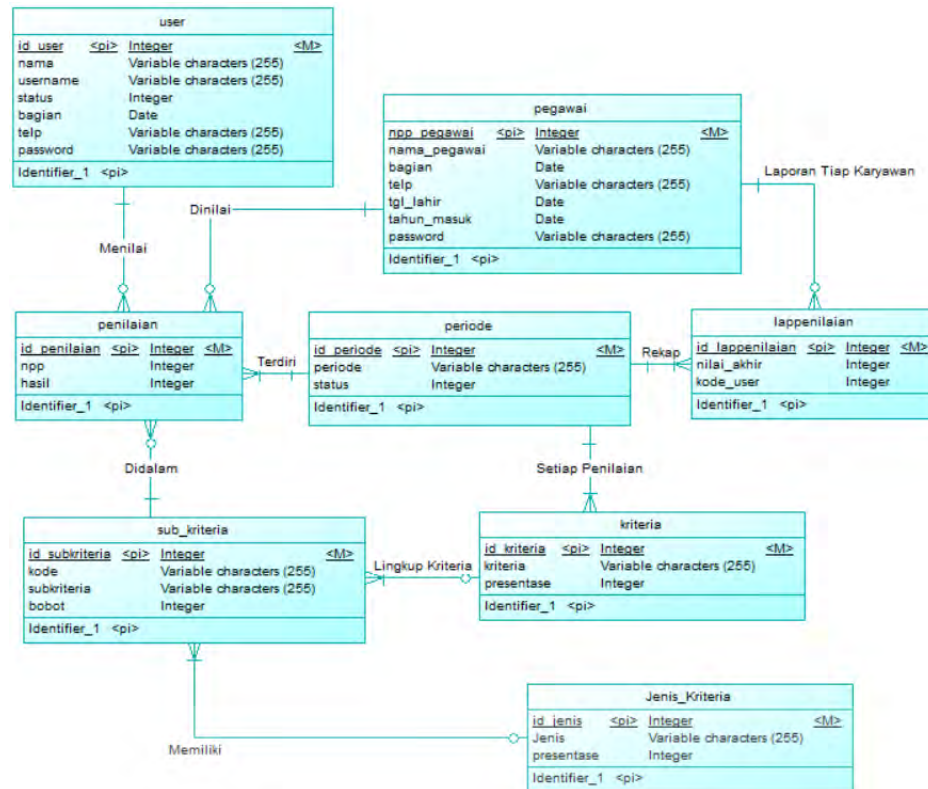 user
id_user <pi> Integer <M>
nama Variable characters (255)
username Variable characters (255)
status Integer
bagian Date
telp Variable characters (255)
password Variable characters (255)
Identifier_1 <pi>
pegawai
npp_pegawai <pi> Integer <M>
nama_pegawai Variable characters (255)
bagian Date
telp Variable characters (255)
tgl_lahir Date
tahun_masuk Date
password Variable characters (255)
Identifier_1 <pi>
Laporan Tiap Karyawan
Dinilai
Menilai
penilaian
id_penilaian <pi> Integer <M>
npp Integer
hasil Integer
Identifier_1 <pi>
Terdiri
periode
id_periode <pi> Integer <M>
periode Variable characters (255)
status Integer
Identifier_1 <pi>
Rekap
lappenilaian
id_lappenilaian <pi> Integer <M>
nilai_akhir Integer
kode_user Integer
Identifier_1 <pi>
Didalam
Setiap Penilaian
sub_kriteria
id_subkriteria <pi> Integer <M>
kode Variable characters (255)
subkriteria Variable characters (255)
bobot Integer
Identifier_1 <pi>
Lingkup Kriteria
kriteria
id_kriteria <pi> Integer <M>
kriteria Variable characters (255)
presentase Integer
Identifier_1 <pi>
Memiliki
Jenis_Kriteria
id_jenis <pi> Integer <M>
Jenis Variable characters (255)
presentase Integer
Identifier_1 <pi>